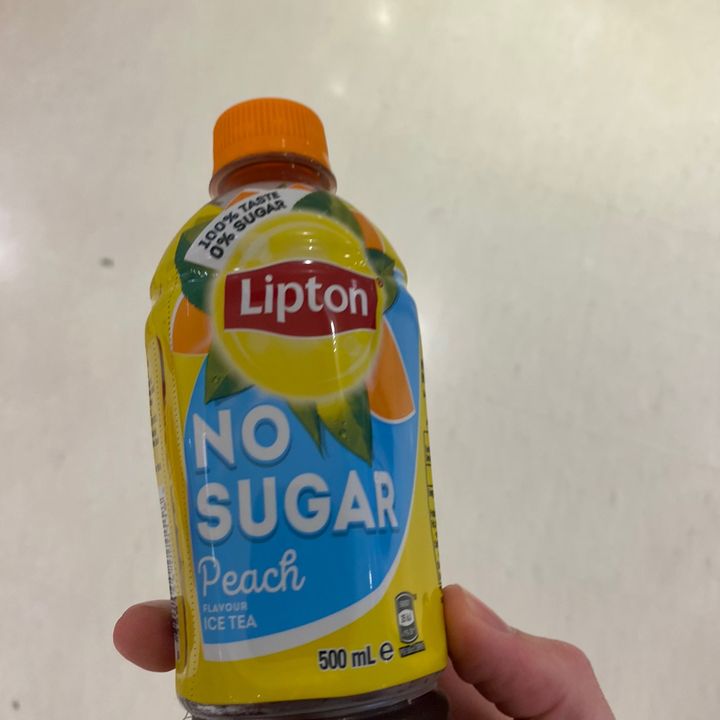 100% TASTE
0% SUGAR
Lipton
NO
SUGAR
Peach
FLAVOUR
ICE TEA
500 mL e